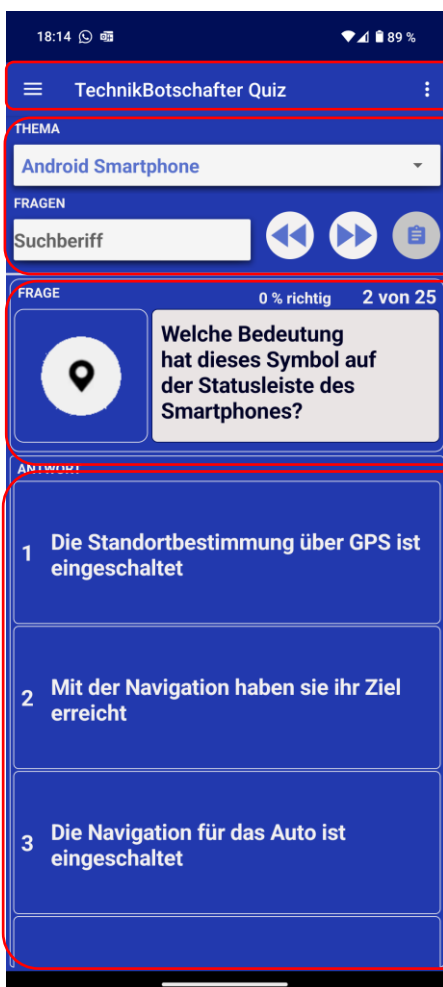 18:14 89 %
TechnikBotschafter Quiz
THEMA
Android Smartphone
FRAGEN
Suchberiff
FRAGE 0 % richtig 2 von 25
Welche Bedeutung
hat dieses Symbol auf
der Statusleiste des
Smartphones?
ANTWORT
1 Die Standortbestimmung über GPS ist
eingeschaltet
2 Mit der Navigation haben sie ihr Ziel
erreicht
3 Die Navigation für das Auto ist
eingeschaltet